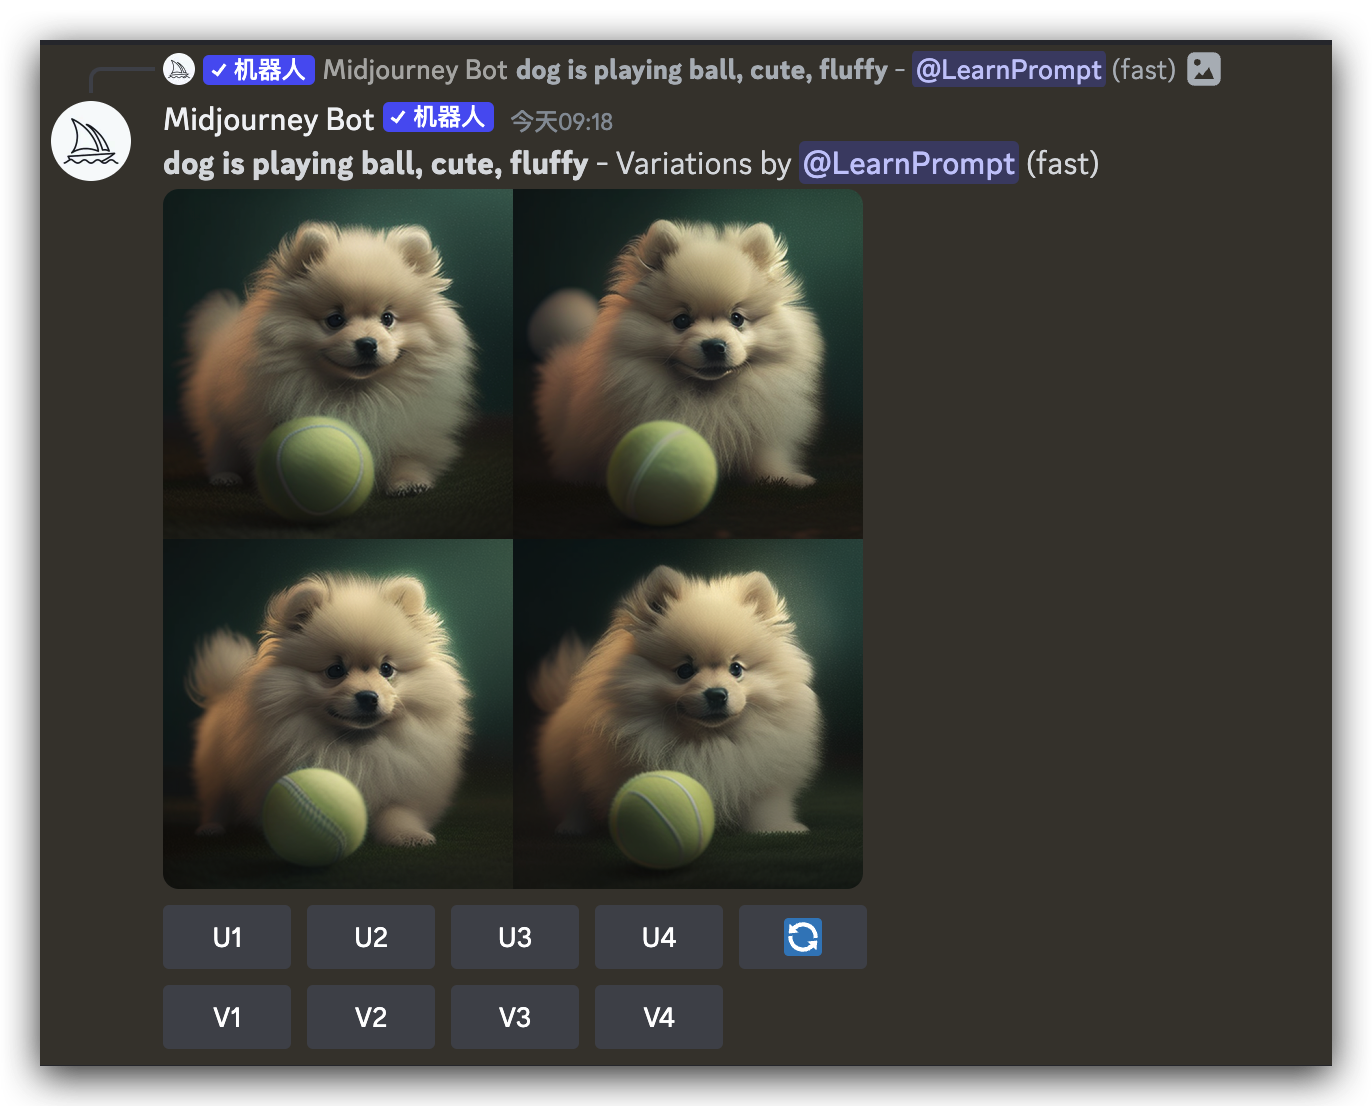 机器人 Midjourney Bot dog is playing ball, cute, fluffy - @LearnPrompt (fast)
Midjourney Bot 机器人 今天09:18
dog is playing ball, cute, fluffy - Variations by @LearnPrompt (fast)
U1 U2 U3 U4
V1 V2 V3 V4